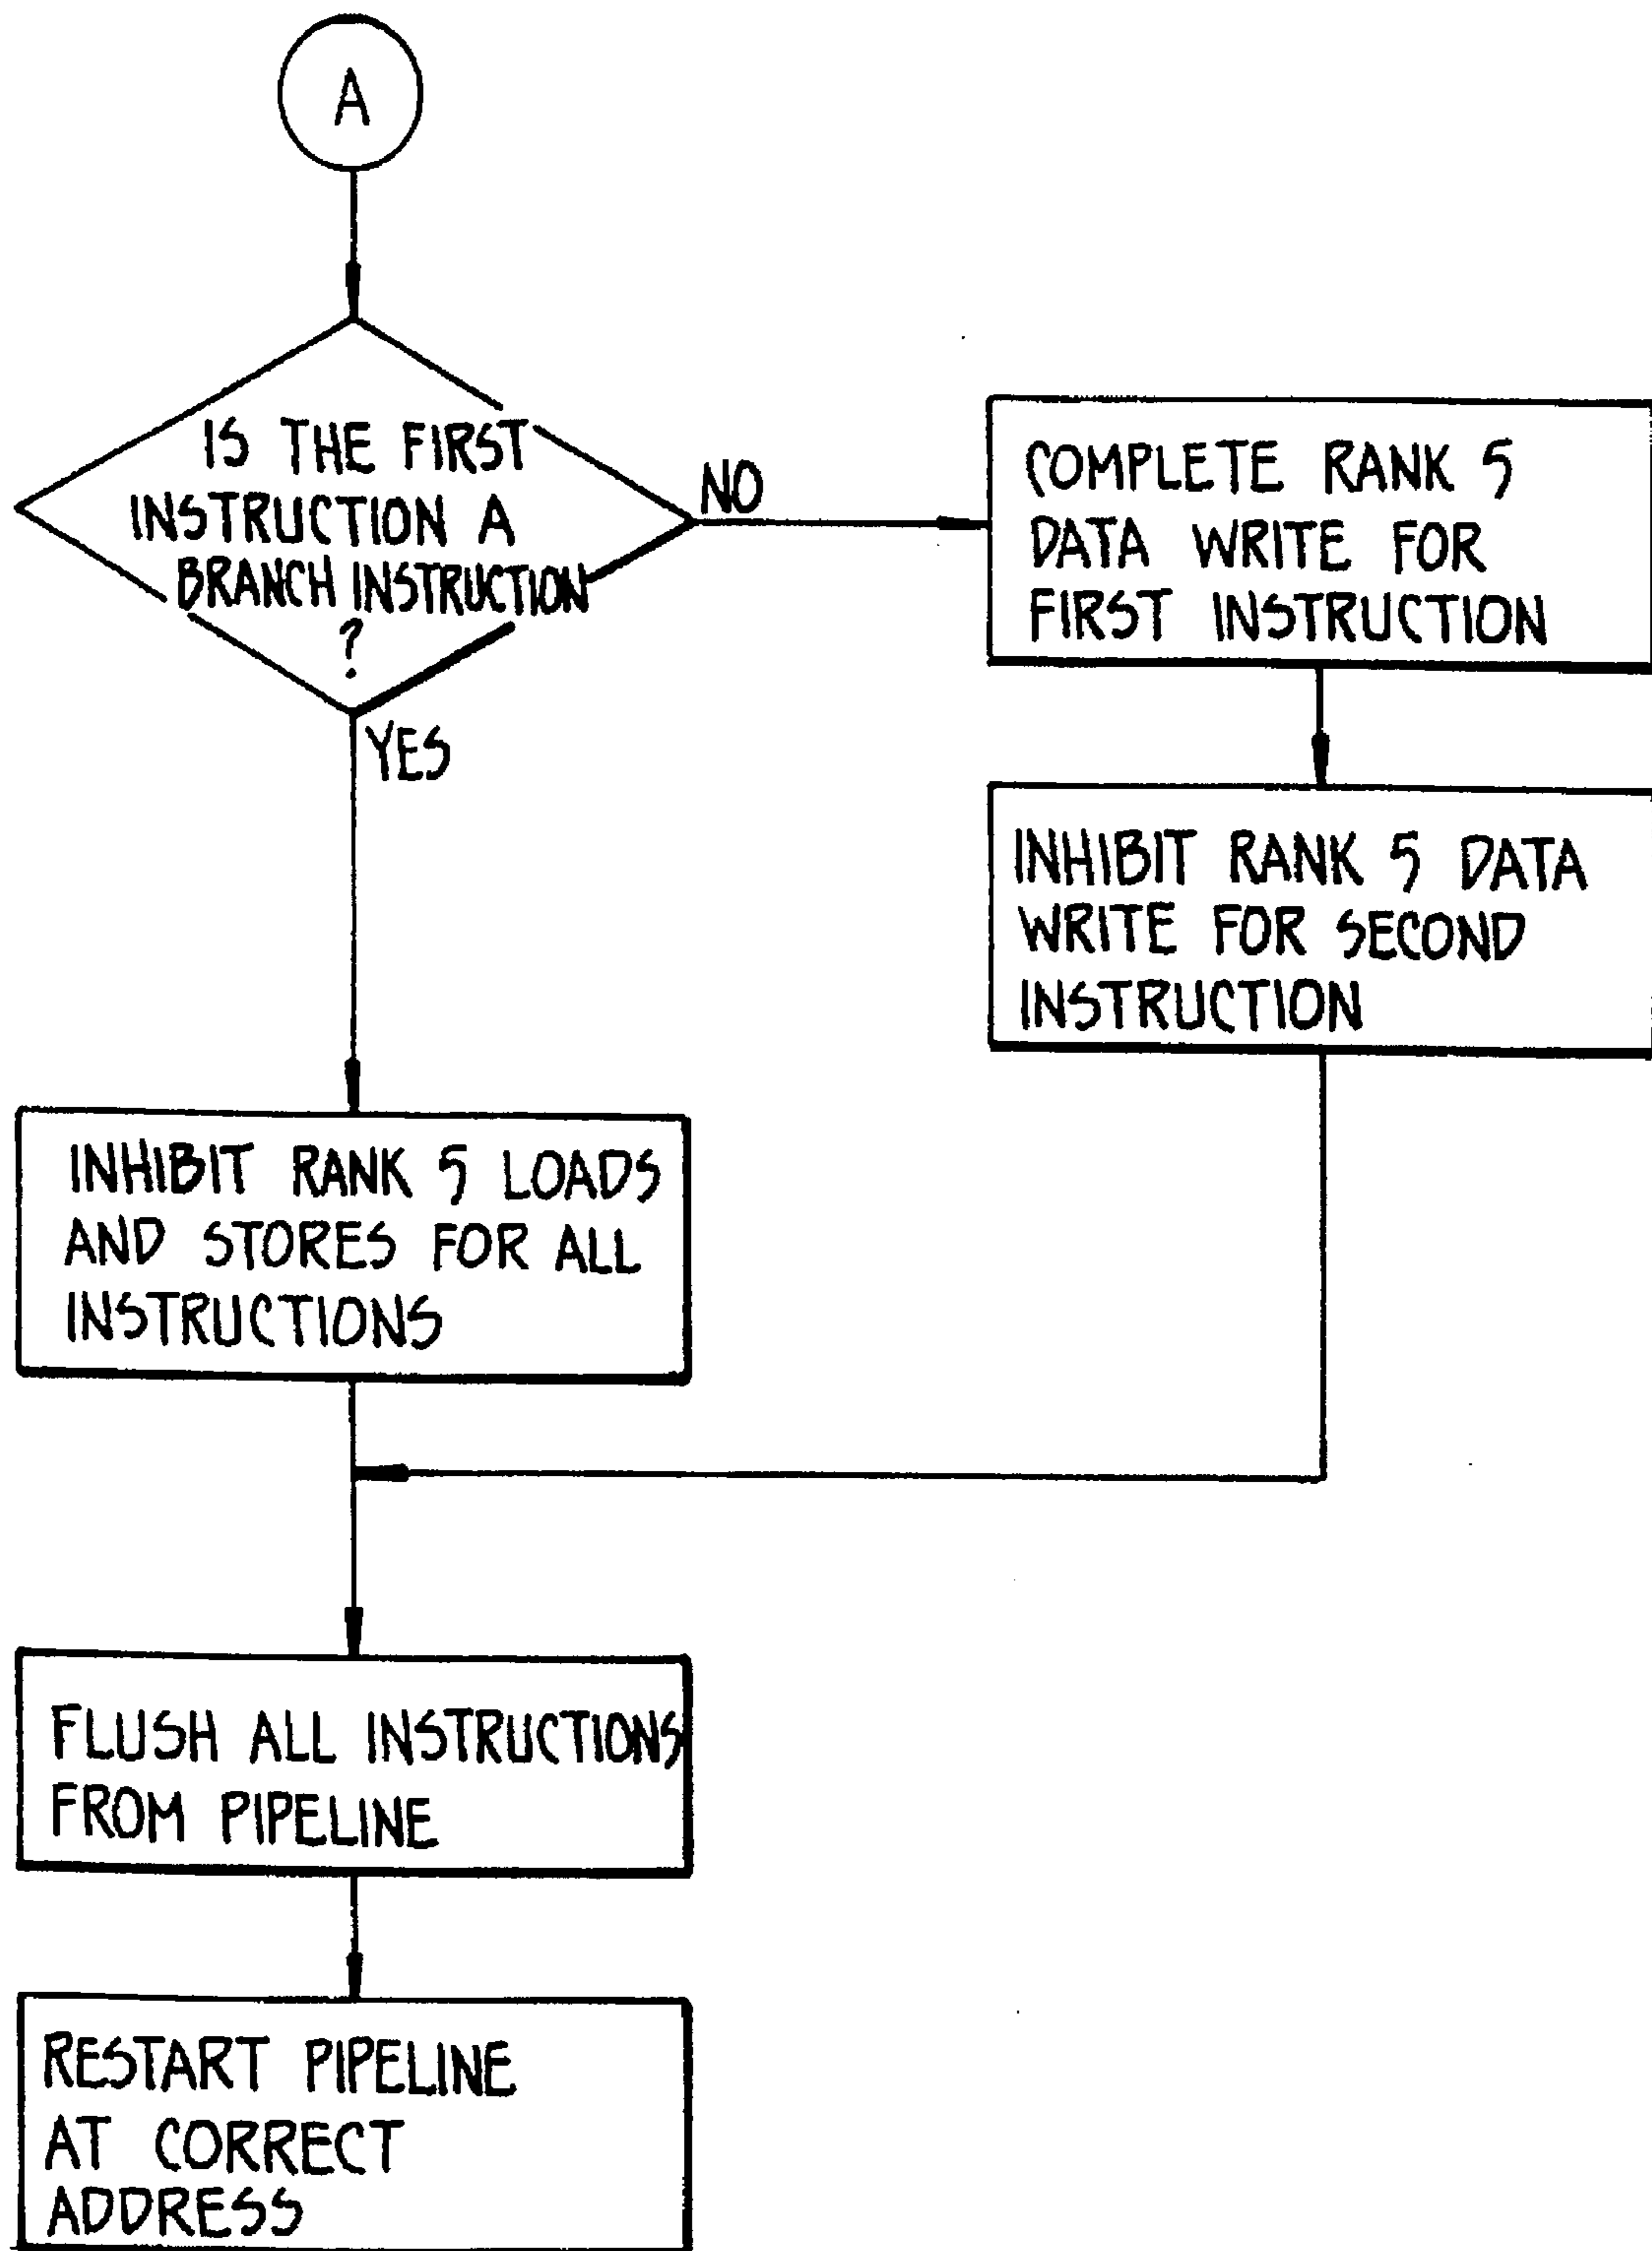 A
IS THE FIRST
INSTRUCTION A
BRANCH INSTRUCTION
?
NO
YES
COMPLETE RANK 5
DATA WRITE FOR
FIRST INSTRUCTION
INHIBIT RANK 5 DATA
WRITE FOR SECOND
INSTRUCTION
INHIBIT RANK 5 LOADS
AND STORES FOR ALL
INSTRUCTIONS
FLUSH ALL INSTRUCTIONS
FROM PIPELINE
RESTART PIPELINE
AT CORRECT
ADDRESS